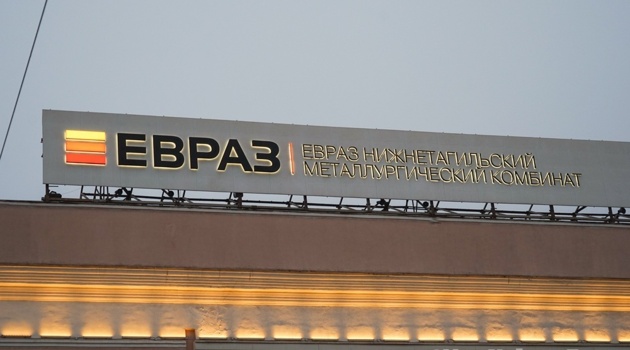 ЕВРАЗ
ЕВРАЗ НИЖНЕТАГИЛЬСКИЙ
МЕТАЛЛУРГИЧЕСКИЙ КОМБИНАТ